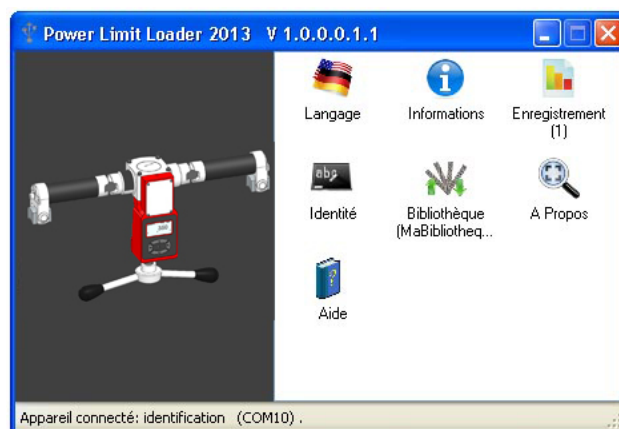 Power Limit Loader 2013 V 1.0.0.0.1.1
Langage
Informations
Enregistrement
(1)
abc
Identité
Bibliothèque
(MaBibliotheq...
A Propos
Aide
Appareil connecté: identification (COM10) .